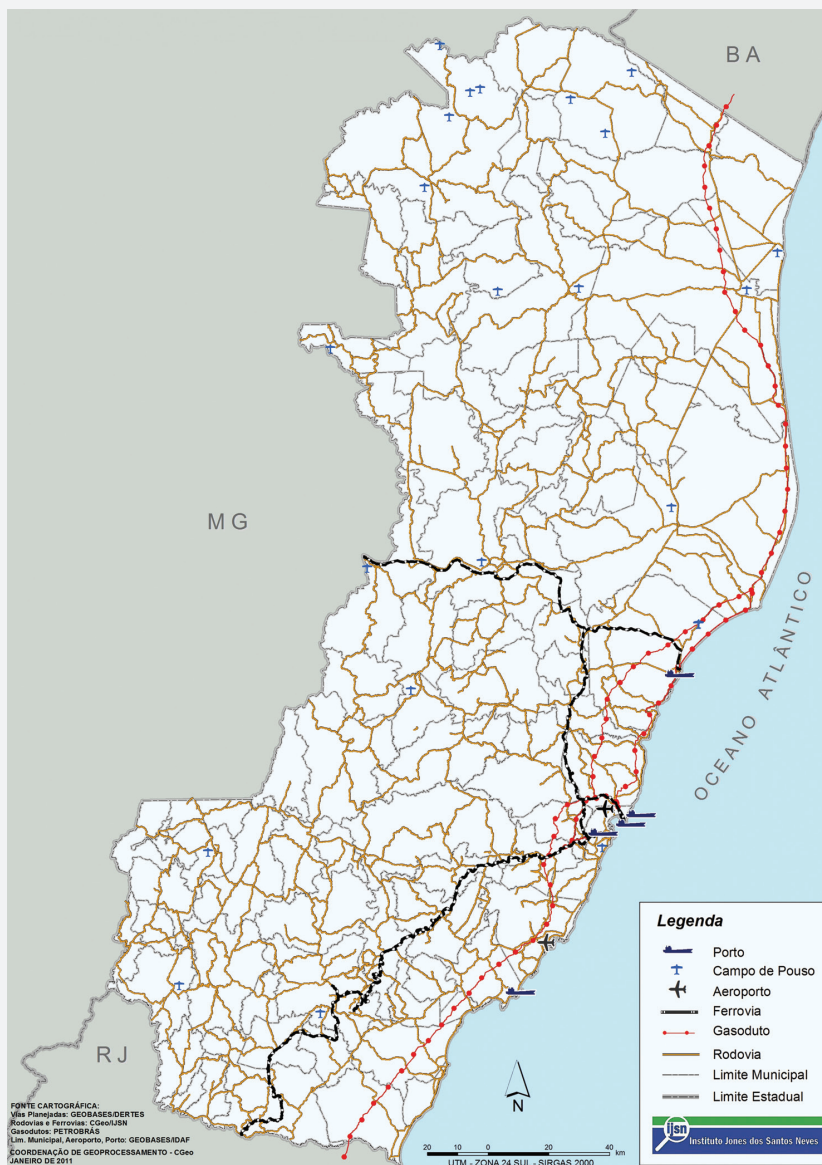 BA
MG
OCEANO ATLÂNTICO
RJ
N
Legenda
Porto
Campo de Pouso
Aeroporto
Ferrovia
Gasoduto
Rodovia
Limite Municipal
Limite Estadual
ijsn Instituto Jones dos Santos Neves
FONTE CARTOGRÁFICA:
Vias Planejadas: GEOBASES/DERTES
Rodovias e Ferrovias: CGeo/IJSN
Gasodutos: PETROBRÁS
Lim. Municipal, Aeroporto, Porto: GEOBASES/IDAF
COORDENAÇÃO DE GEOPROCESSAMENTO - CGeo
JANEIRO DE 2011
20 0 20 40 km
UTM - ZONA 24 SUL - SIRGAS 2000